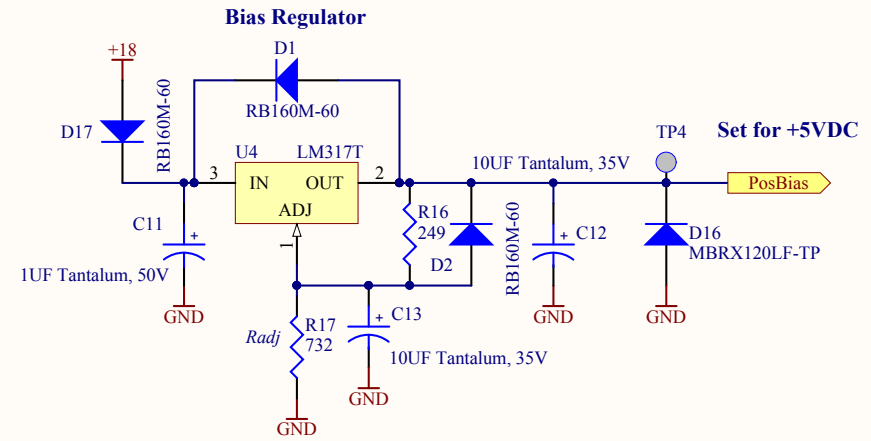 Bias Regulator
+18
D1
RB160M-60
D17
RB160M-60
U4
LM317T
3
IN
OUT
2
ADJ
1
10UF Tantalum, 35V
TP4
Set for +5VDC
PosBias
C11
+
1UF Tantalum, 50V
GND
R16
249
D2
RB160M-60
+
C12
GND
D16
MBRX120LF-TP
GND
Radj
R17
732
+
C13
10UF Tantalum, 35V
GND
GND